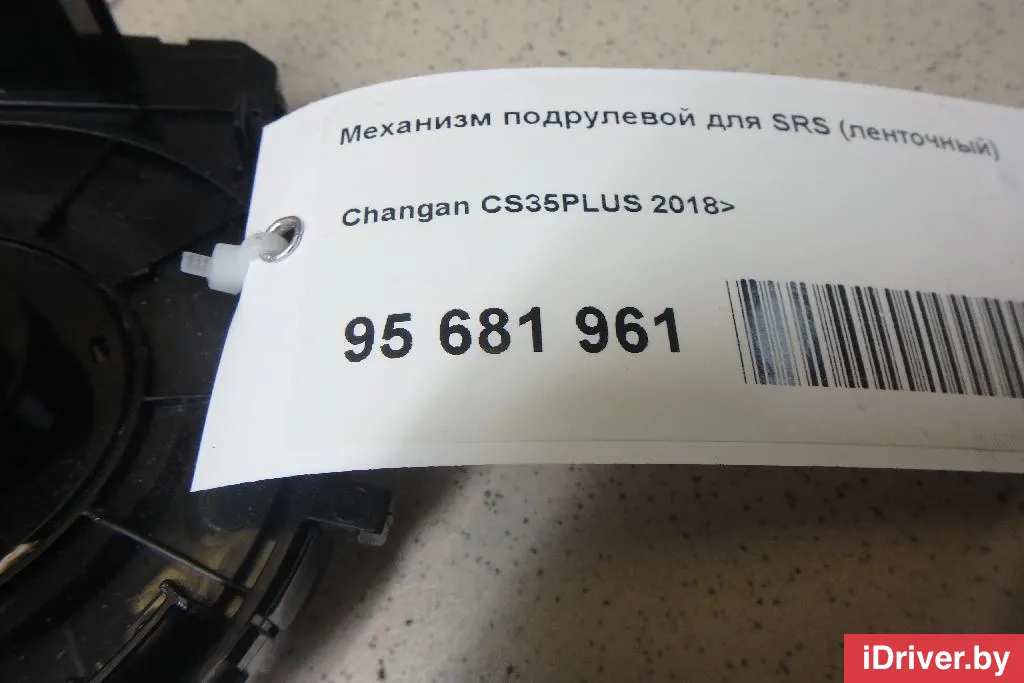 Механизм подрулевой для SRS (ленточный)
Changan CS35PLUS 2018>
95 681 961
iDriver.by